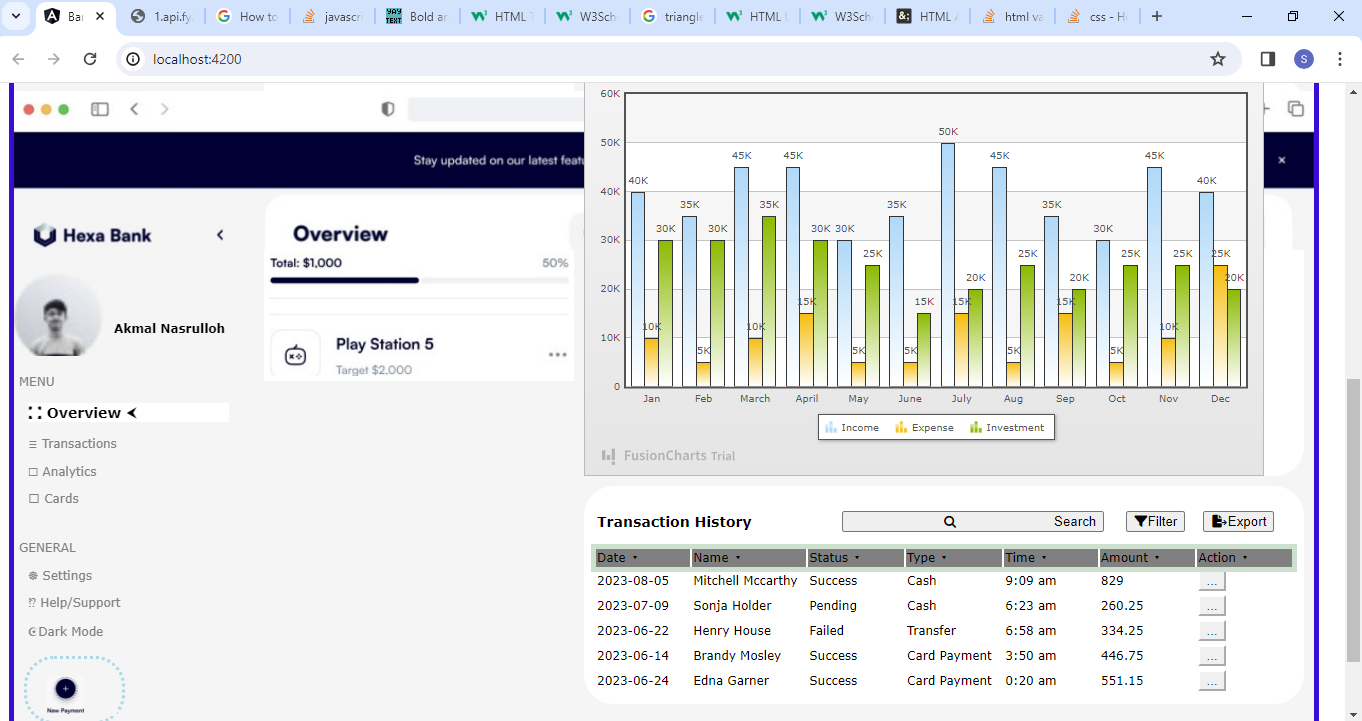 Ba
1.api.fy
How to
javascr
Bold
HTML T
W3Sch
triangle
HTML
W3Sch
HTML
html
css - H
localhost:4200
S
Stay updated on our latest featu
×
Hexa Bank
Akmal Nasrulloh
MENU
Overview
Transactions
Analytics
Cards
GENERAL
Settings
⁉ Help/Support
Dark Mode
New Payment
Overview
Total: $1,000 50%
Play Station 5
Target $2,000
60K
50K
40K
30K
20K
10K
0
40K 10K 30K
35K 5K 30K
45K 10K 35K
45K 15K 30K
30K 5K 25K
35K 5K 15K
50K 15K 20K
45K 5K 25K
35K 15K 20K
30K 5K 25K
45K 10K 25K
40K 25K 20K
Jan Feb March April May June July Aug Sep Oct Nov Dec
Income Expense Investment
FusionCharts Trial
Transaction History Search Filter Export
Date Name Status Type Time Amount Action
2023-08-05 Mitchell Mccarthy Success Cash 9:09 am 829 ...
2023-07-09 Sonja Holder Pending Cash 6:23 am 260.25 ...
2023-06-22 Henry House Failed Transfer 6:58 am 334.25 ...
2023-06-14 Brandy Mosley Success Card Payment 3:50 am 446.75 ...
2023-06-24 Edna Garner Success Card Payment 0:20 am 551.15 ...